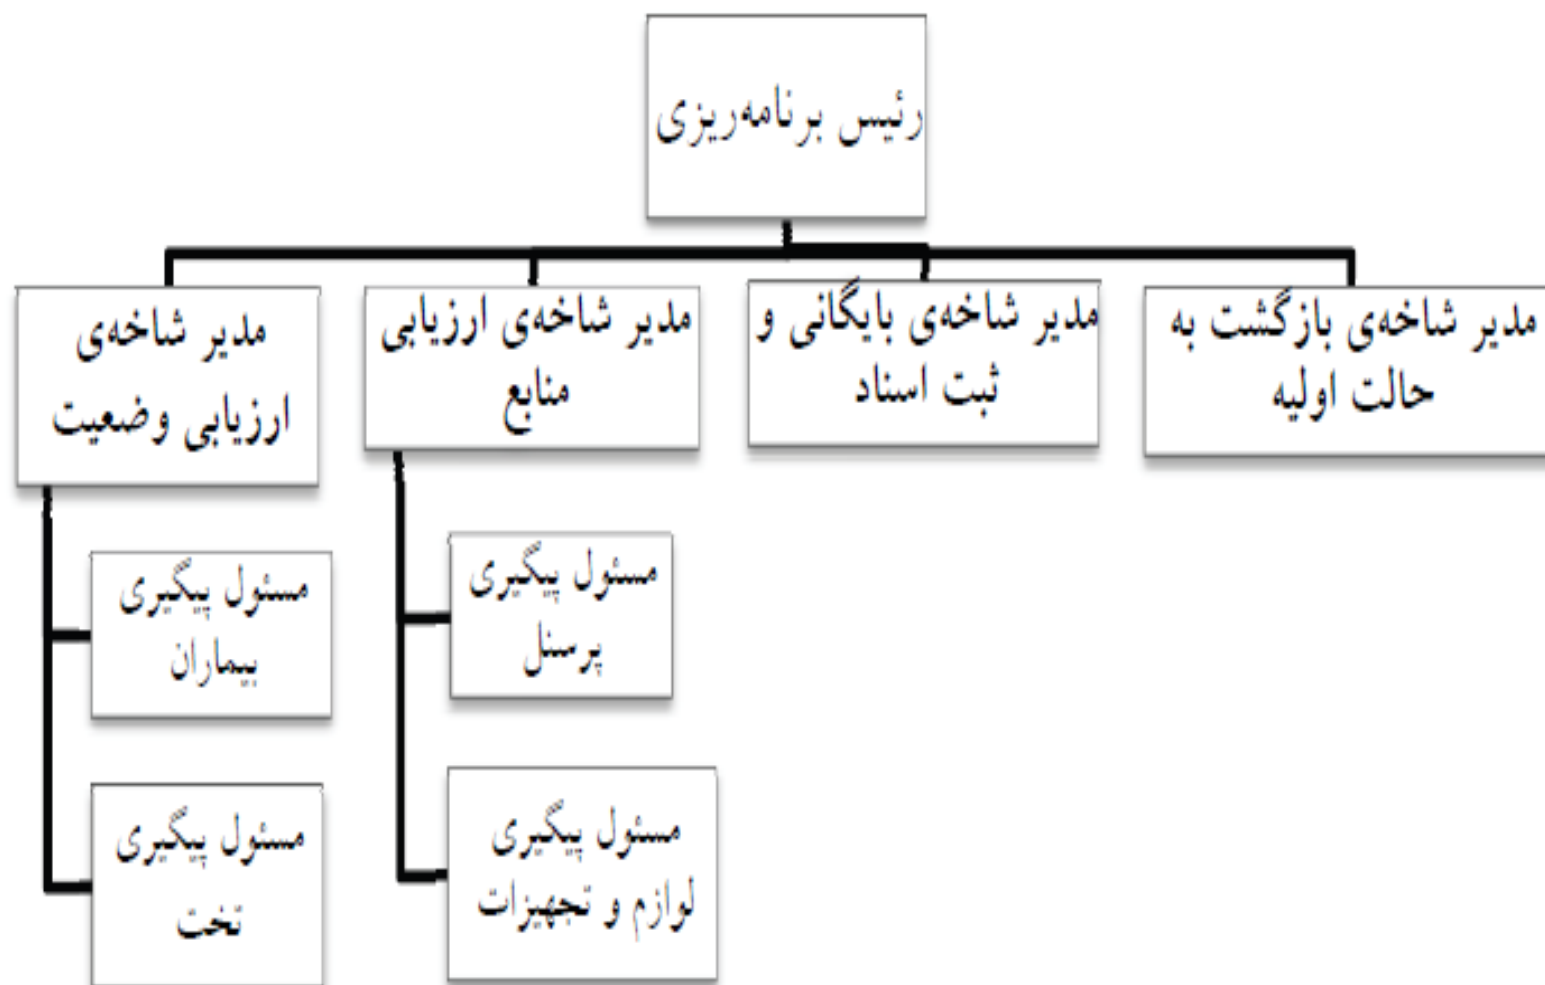 رئیس برنامه‌ریزی
مدیر شاخه‌ی بازگشت به
حالت اولیه
مدیر شاخه‌ی بایگانی و
ثبت اسناد
مدیر شاخه‌ی ارزیابی
منابع
مدیر شاخه‌ی
ارزیابی وضعیت
مسئول پیگیری
پرسنل
مسئول پیگیری
لوازم و تجهیزات
مسئول پیگیری
بیماران
مسئول پیگیری
تخت